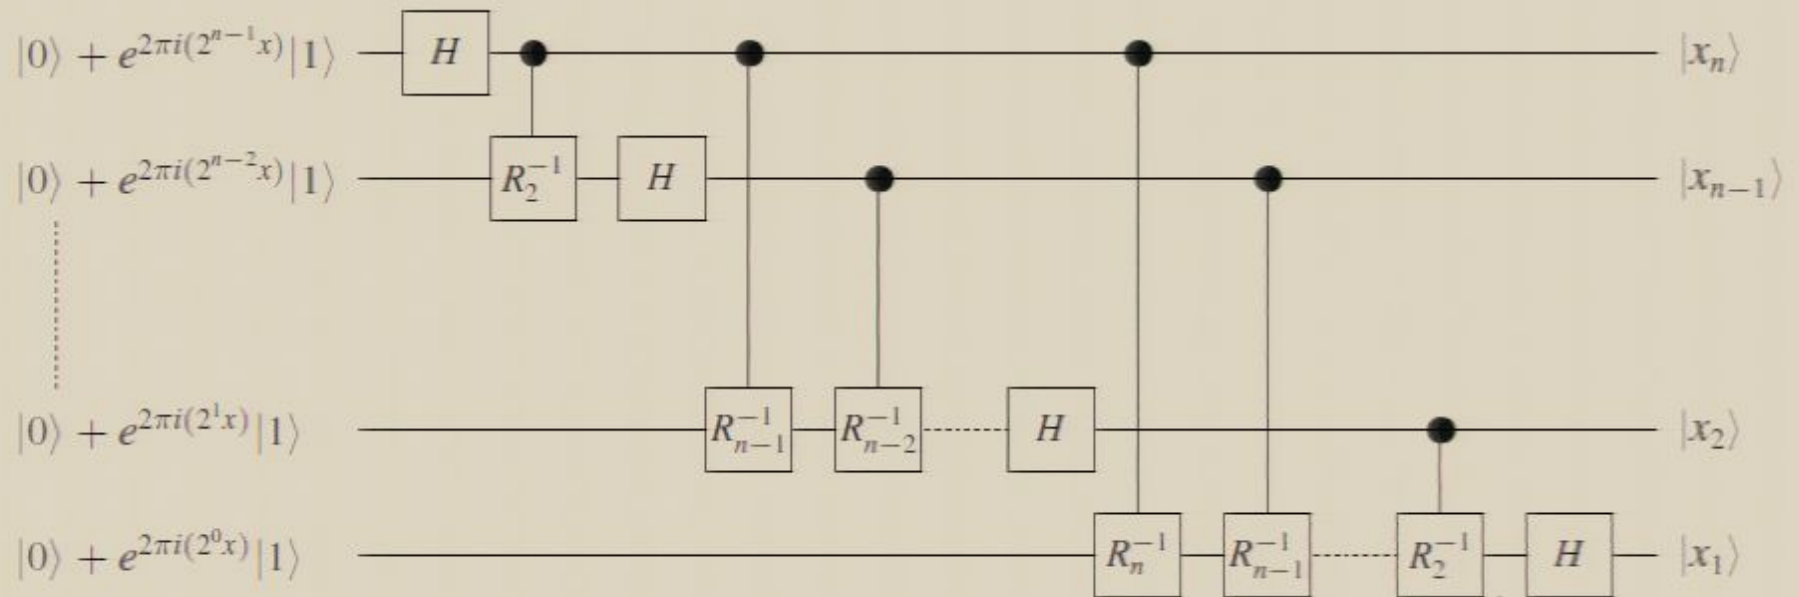 |0⟩ + e^{2πi(2^{n−1}x)}|1⟩ H |x_n⟩
|0⟩ + e^{2πi(2^{n−2}x)}|1⟩ R_2^{−1} H |x_{n−1}⟩
|0⟩ + e^{2πi(2^1x)}|1⟩ R_{n−1}^{−1} R_{n−2}^{−1} H |x_2⟩
|0⟩ + e^{2πi(2^0x)}|1⟩ R_n^{−1} R_{n−1}^{−1} R_2^{−1} H |x_1⟩